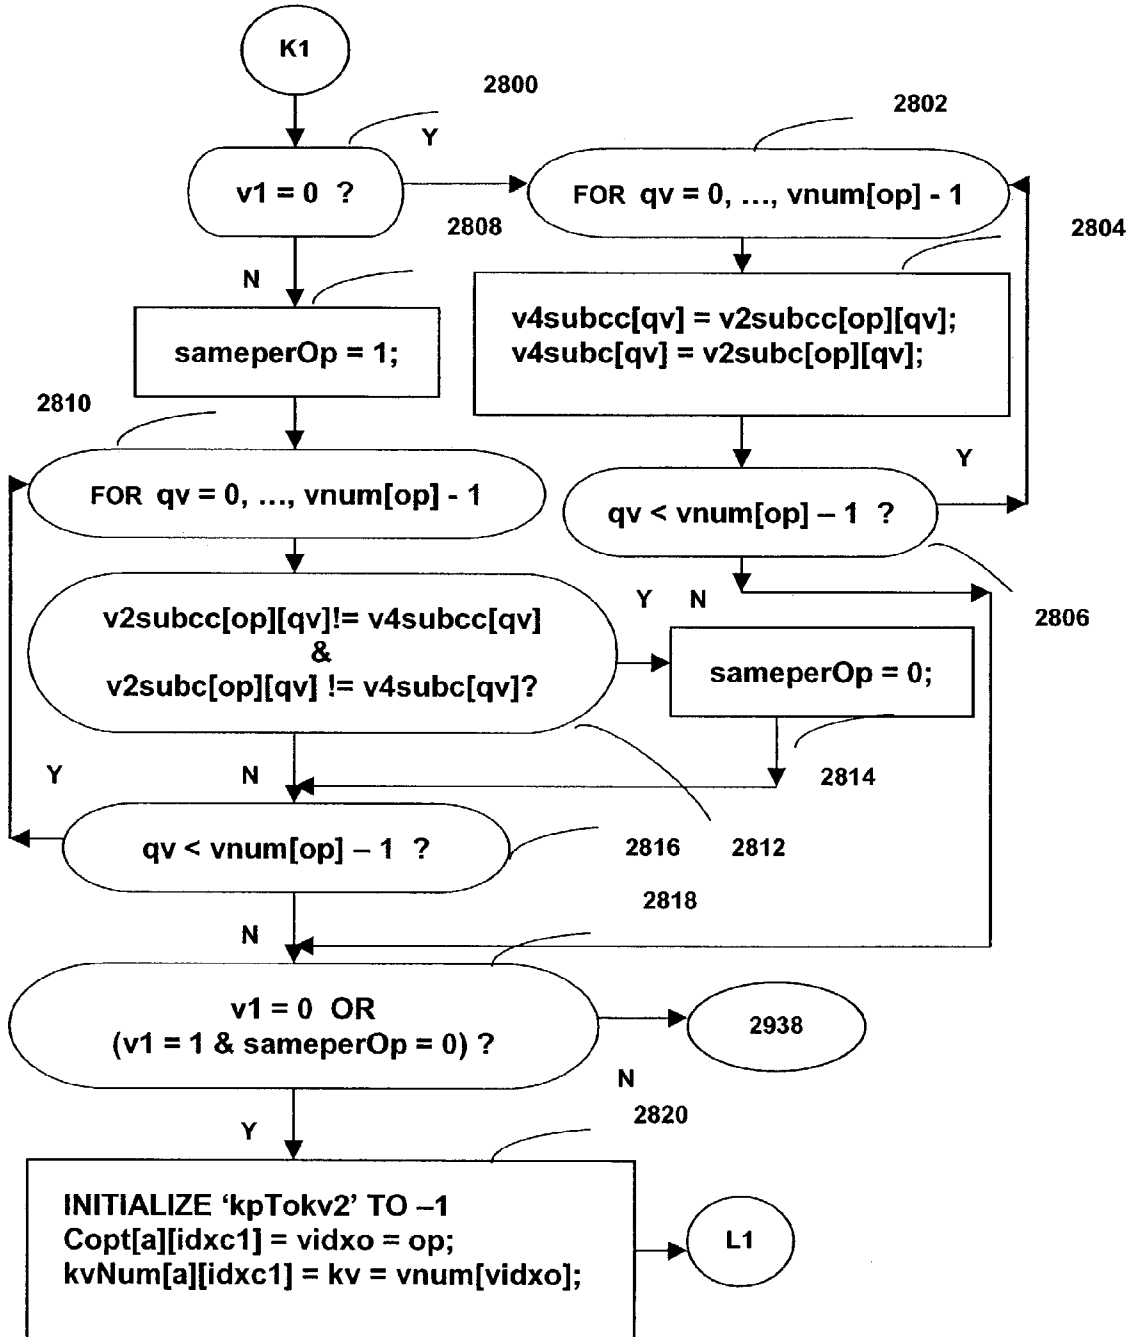 K1
2800
Y
2802
v1 = 0 ?
FOR qv = 0, ..., vnum[op] - 1
2808
2804
N
v4subcc[qv] = v2subcc[op][qv];
v4subc[qv] = v2subc[op][qv];
sameperOp = 1;
2810
Y
FOR qv = 0, ..., vnum[op] - 1
qv < vnum[op] – 1 ?
Y N
2806
v2subcc[op][qv]!= v4subcc[qv]
&
v2subc[op][qv] != v4subc[qv]?
sameperOp = 0;
Y
N
2814
qv < vnum[op] – 1 ?
2816
2812
2818
N
v1 = 0 OR
(v1 = 1 & sameperOp = 0) ?
2938
N
2820
Y
INITIALIZE ‘kpTokv2’ TO –1
Copt[a][idxc1] = vidxo = op;
kvNum[a][idxc1] = kv = vnum[vidxo];
L1